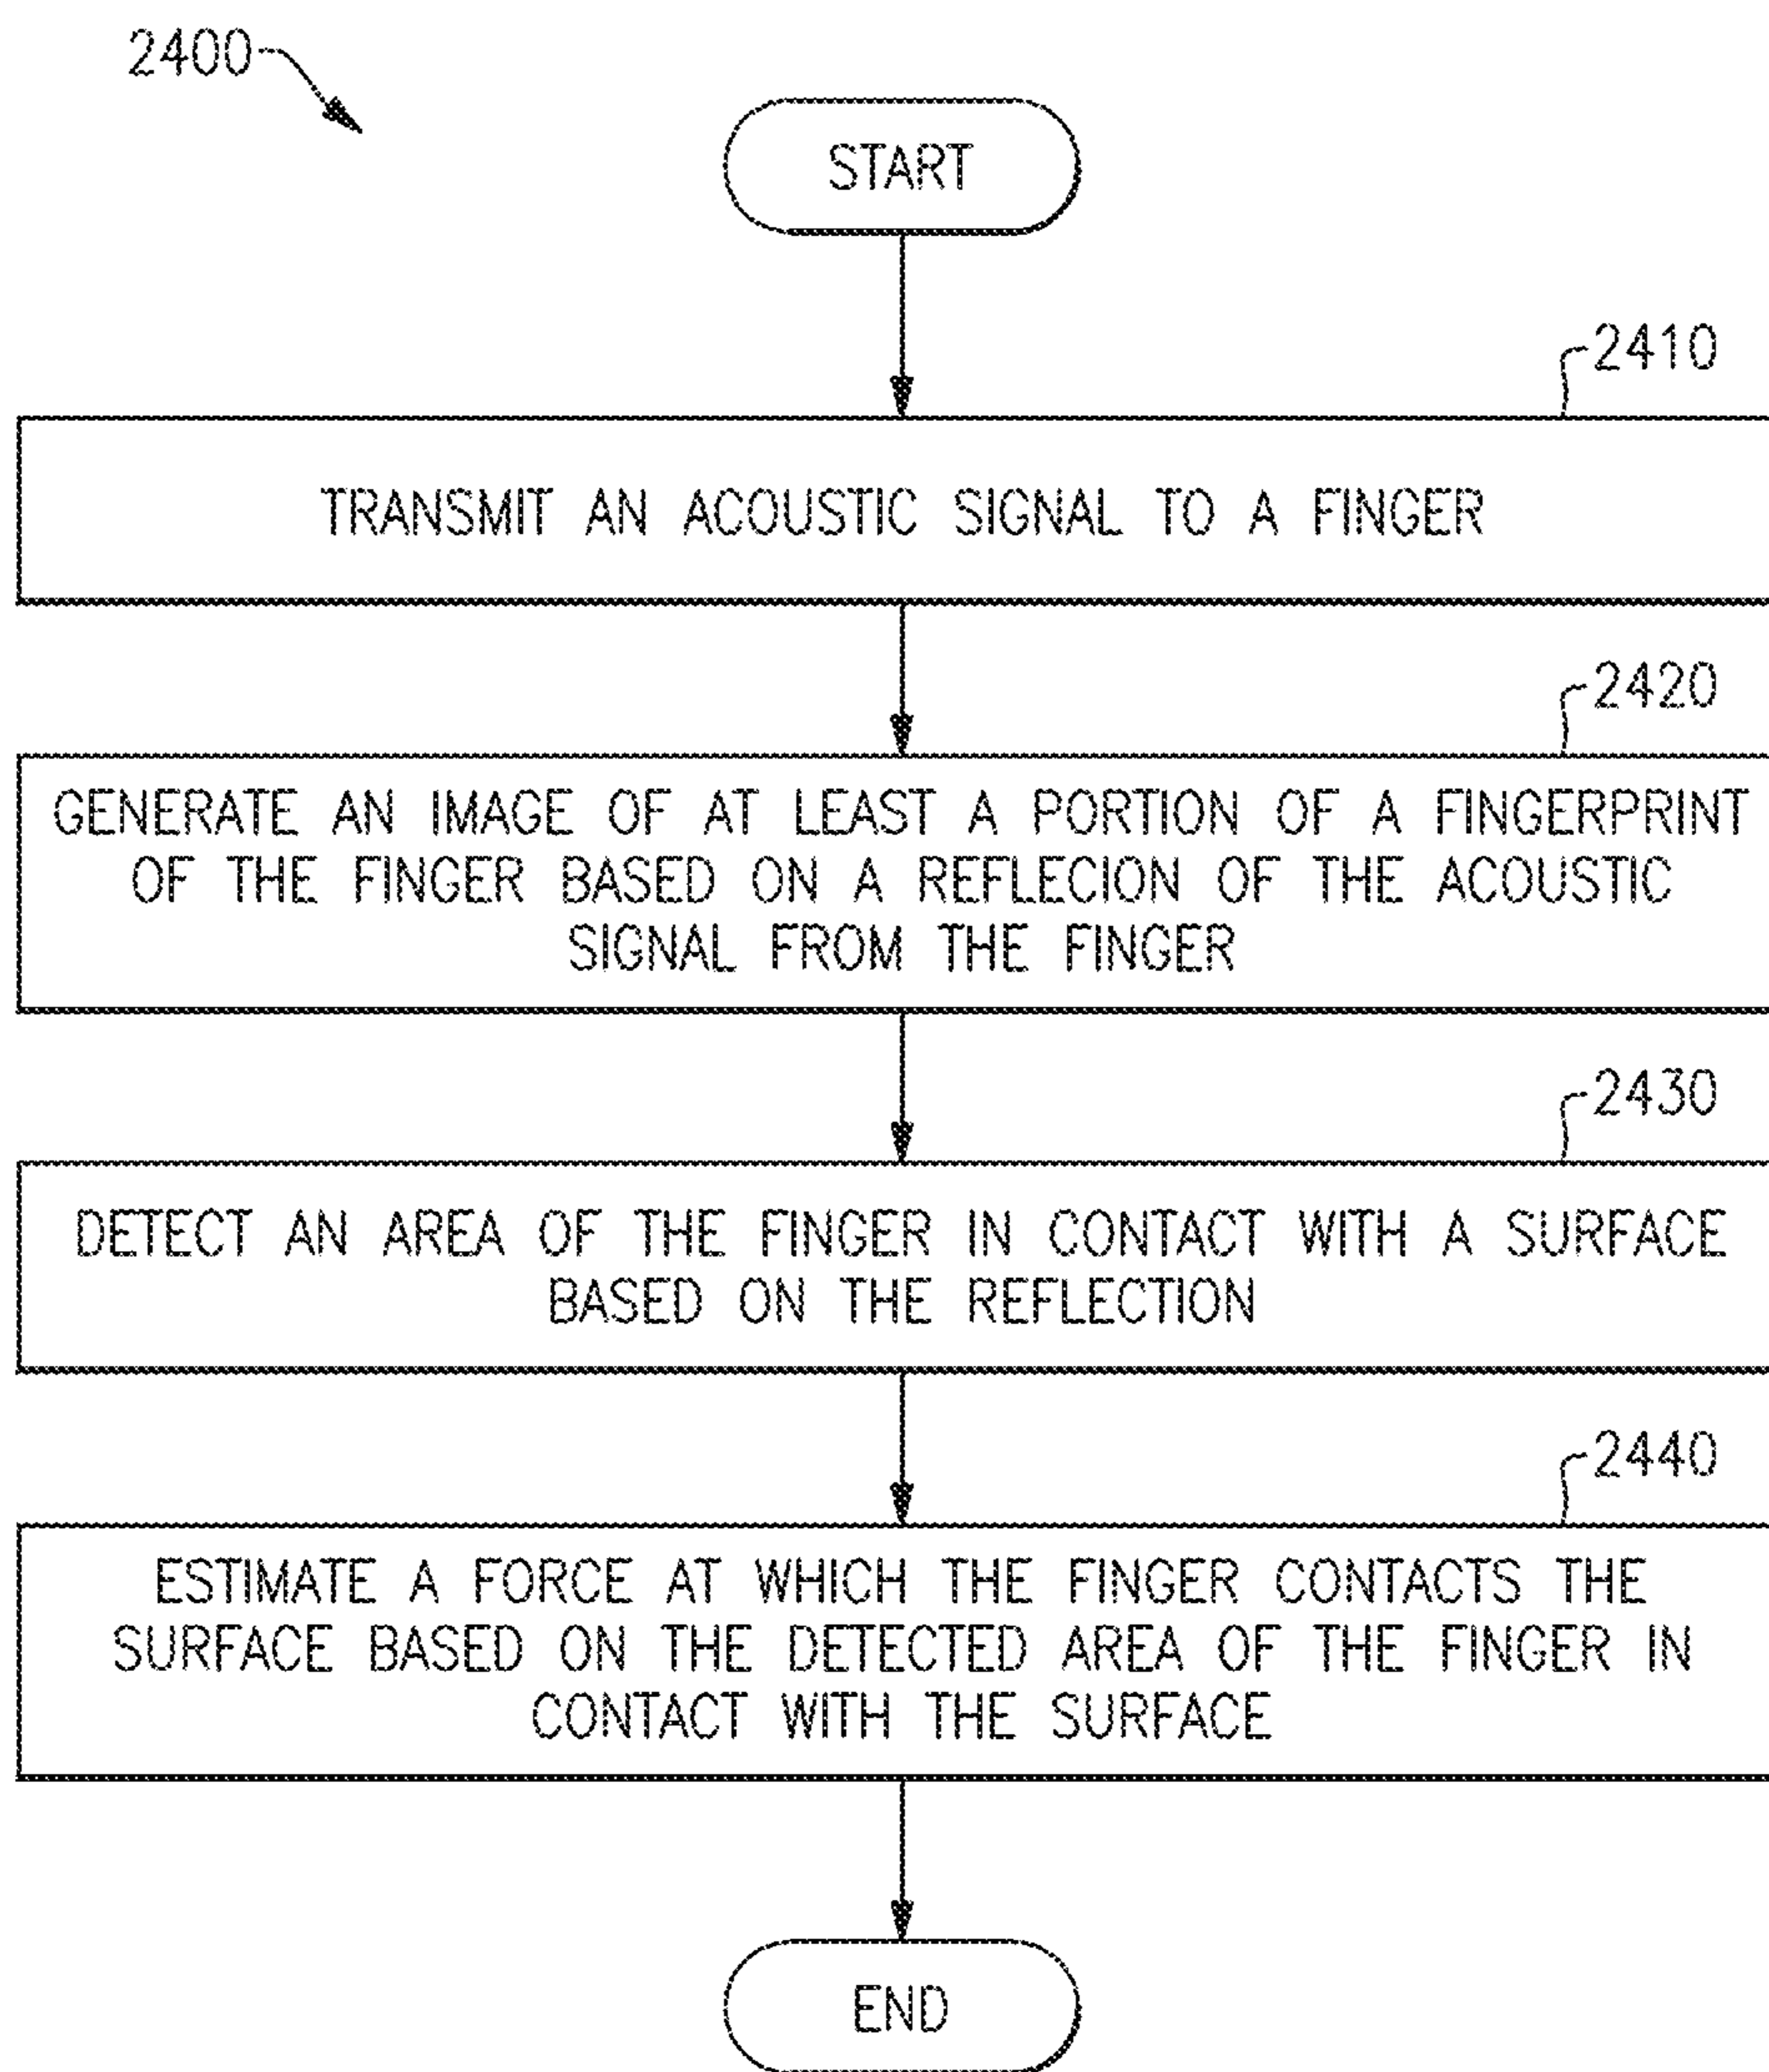 2400
START
2410
TRANSMIT AN ACOUSTIC SIGNAL TO A FINGER
2420
GENERATE AN IMAGE OF AT LEAST A PORTION OF A FINGERPRINT
OF THE FINGER BASED ON A REFLECION OF THE ACOUSTIC
SIGNAL FROM THE FINGER
2430
DETECT AN AREA OF THE FINGER IN CONTACT WITH A SURFACE
BASED ON THE REFLECTION
2440
ESTIMATE A FORCE AT WHICH THE FINGER CONTACTS THE
SURFACE BASED ON THE DETECTED AREA OF THE FINGER IN
CONTACT WITH THE SURFACE
END